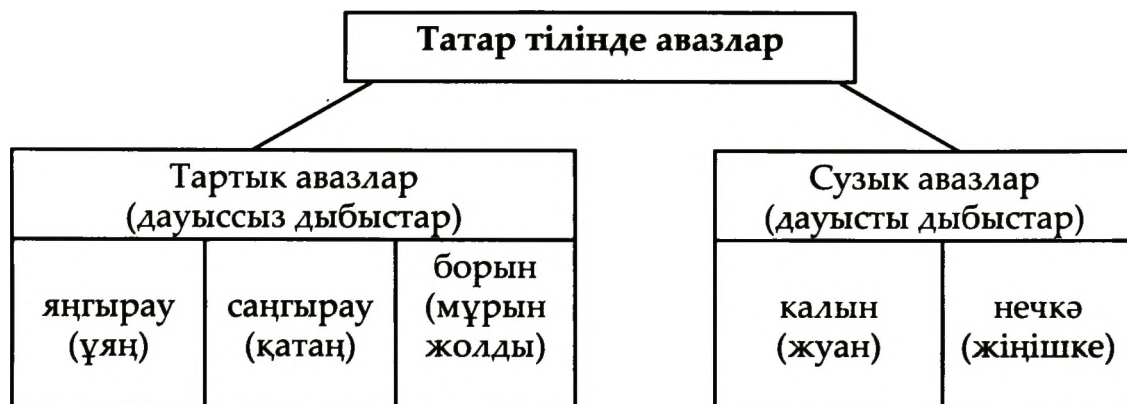 Татар тілінде авазлар
Тартык авазлар
(дауыссыз дыбыстар)
яңгырау
(ұяң)
саңгырау
(қатаң)
борын
(мұрын
жолды)
Сузык авазлар
(дауысты дыбыстар)
калын
(жуан)
нечкә
(жіңішке)